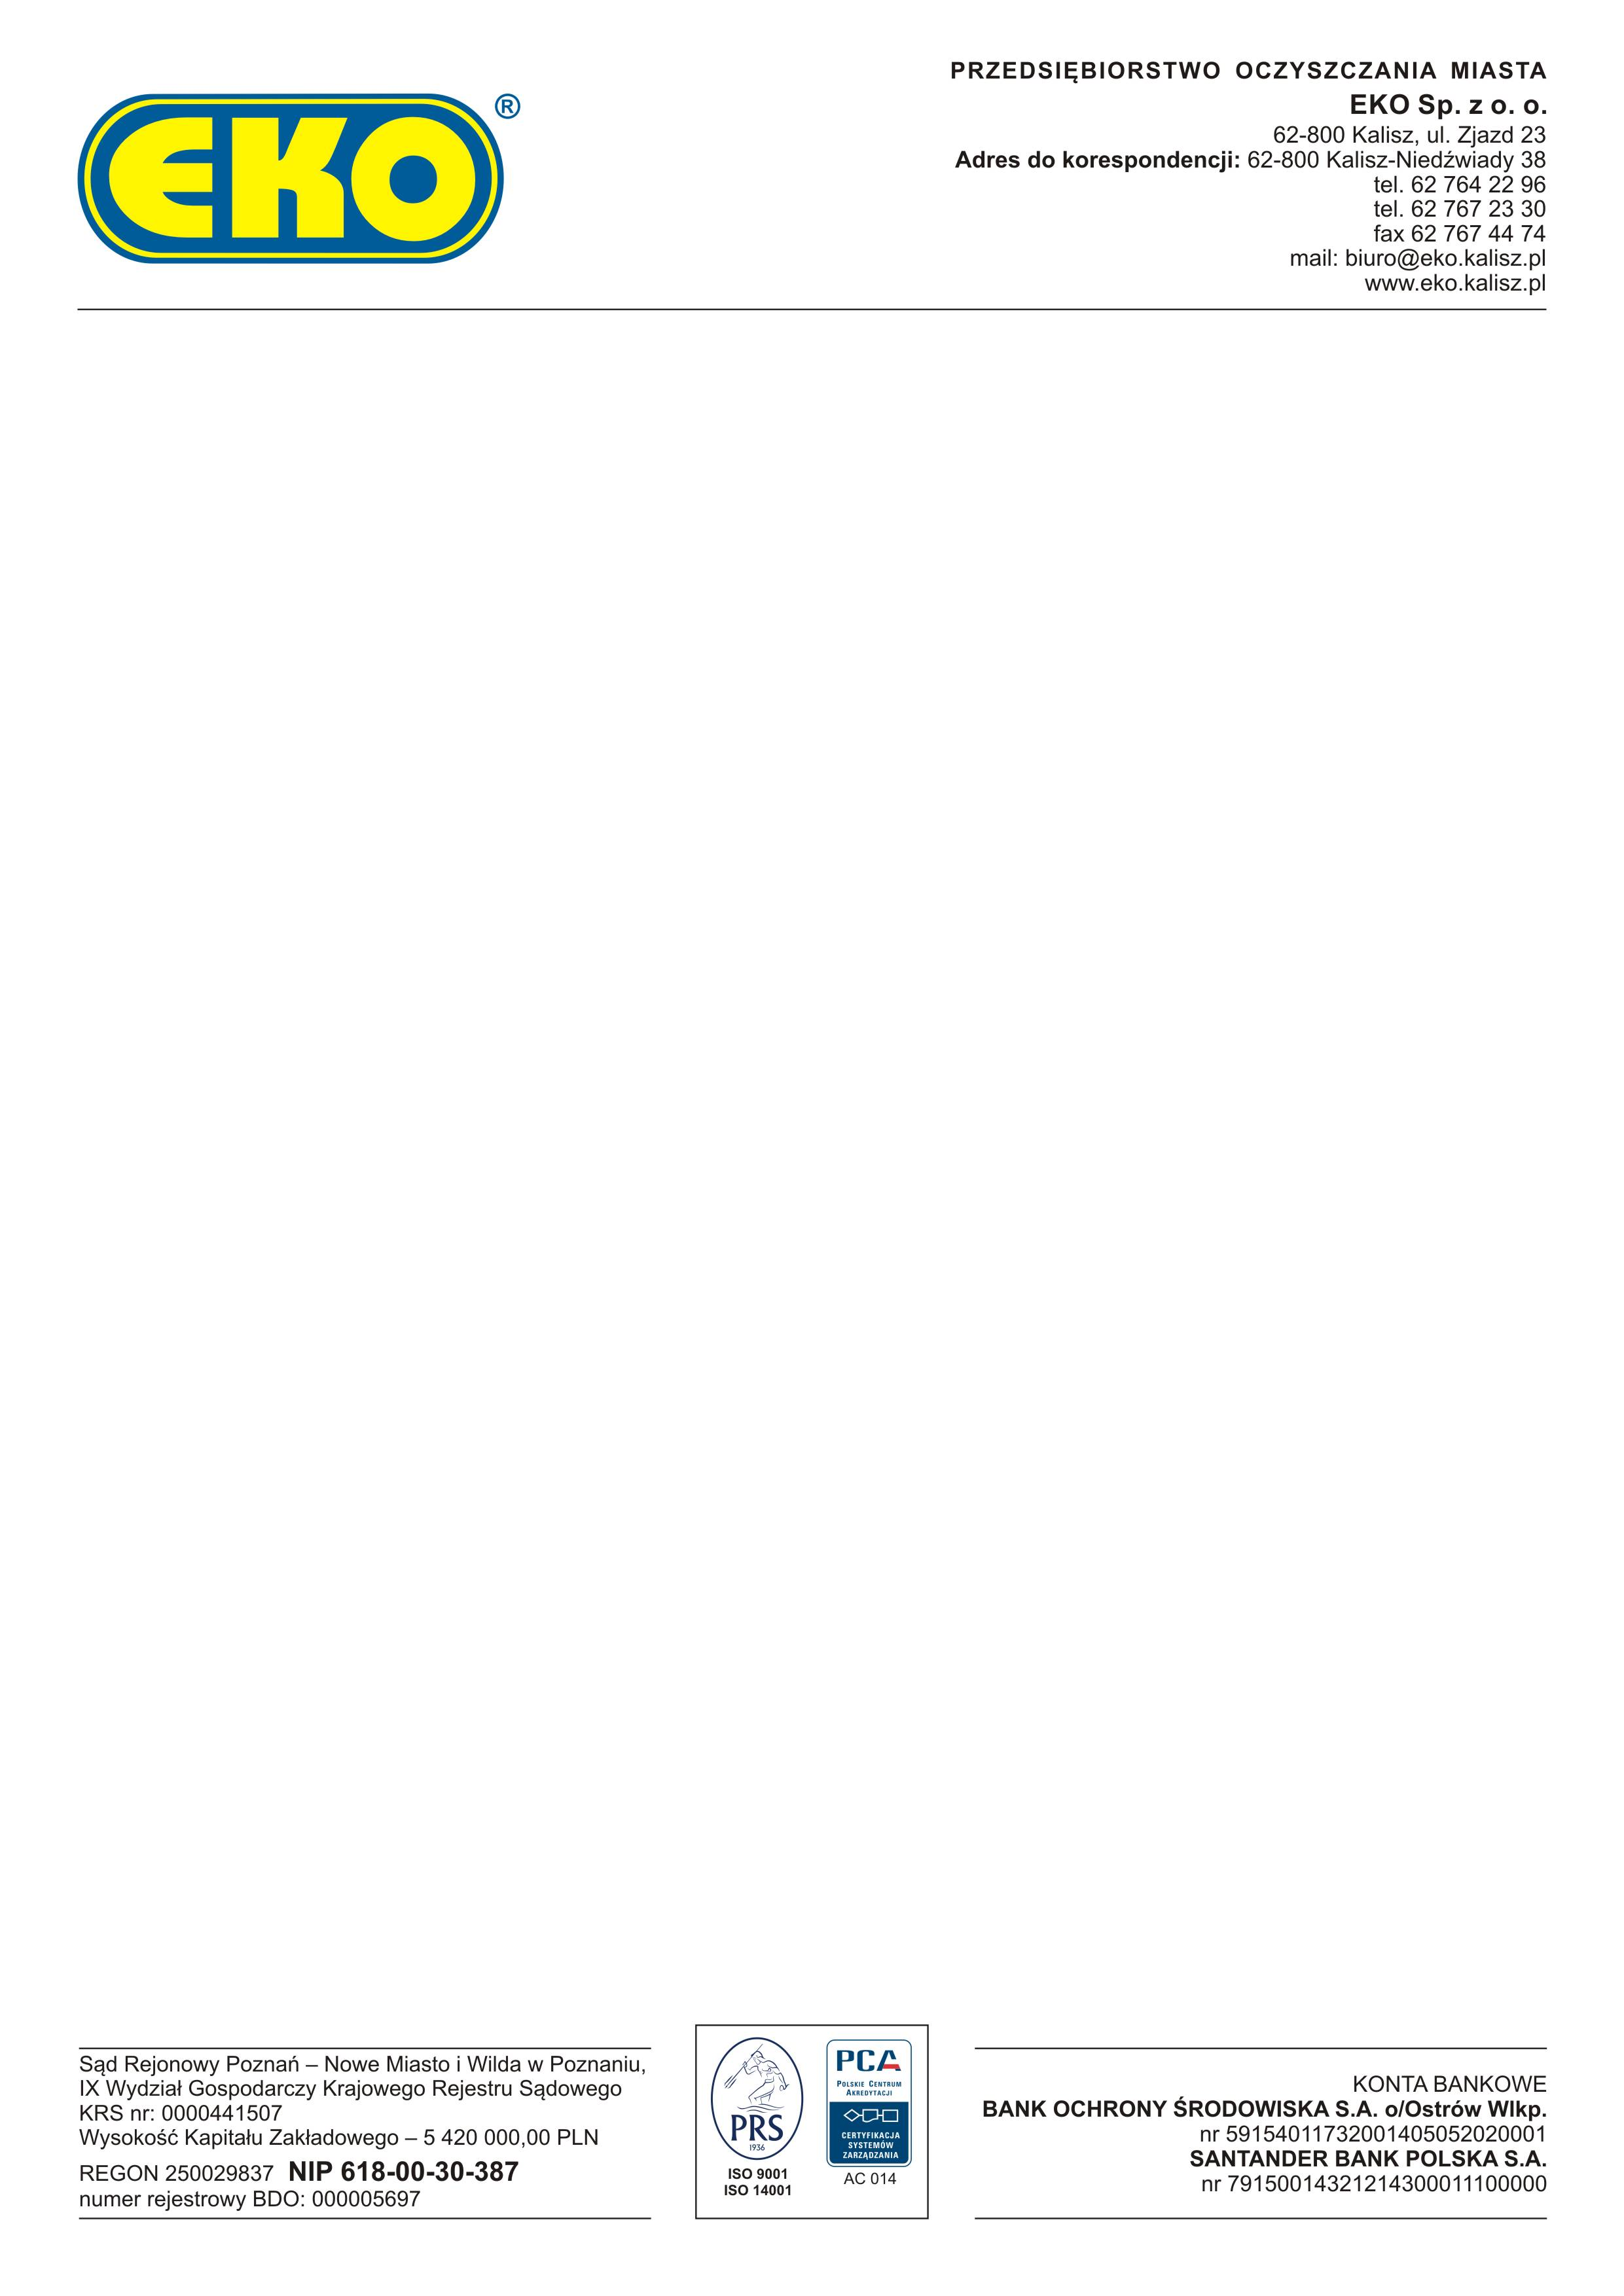 EKO ®
PRZEDSIĘBIORSTWO OCZYSZCZANIA MIASTA
EKO Sp. z o. o.
62-800 Kalisz, ul. Zjazd 23
Adres do korespondencji: 62-800 Kalisz-Niedźwiady 38
tel. 62 764 22 96
tel. 62 767 23 30
fax 62 767 44 74
mail: biuro@eko.kalisz.pl
www.eko.kalisz.pl
Sąd Rejonowy Poznań – Nowe Miasto i Wilda w Poznaniu,
IX Wydział Gospodarczy Krajowego Rejestru Sądowego
KRS nr: 0000441507
Wysokość Kapitału Zakładowego – 5 420 000,00 PLN
REGON 250029837 NIP 618-00-30-387
numer rejestrowy BDO: 000005697
PRS
1936
ISO 9001
ISO 14001
PCA
POLSKIE CENTRUM
AKREDYTACJI
CERTYFIKACJA
SYSTEMÓW
ZARZĄDZANIA
AC 014
KONTA BANKOWE
BANK OCHRONY ŚRODOWISKA S.A. o/Ostrów Wlkp.
nr 59154011732001405052020001
SANTANDER BANK POLSKA S.A.
nr 79150014321214300011100000